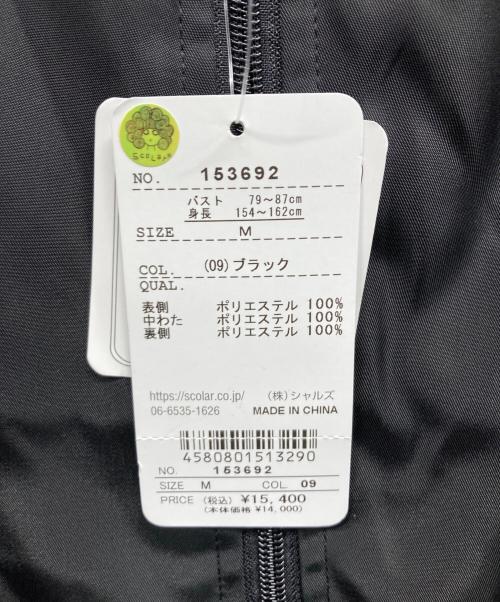 ScoLar
NO. 153692
バスト 79～87cm
身長 154～162cm
SIZE M
COL. (09)ブラック
QUAL.
表側 ポリエステル 100%
中わた ポリエステル 100%
裏側 ポリエステル 100%
https://scolar.co.jp/ (株)シャルズ
06-6535-1626 MADE IN CHINA
4580801513290
NO. 153692
SIZE M COL. 09
PRICE (税込) ¥15,400
(本体価格 ¥14,000)